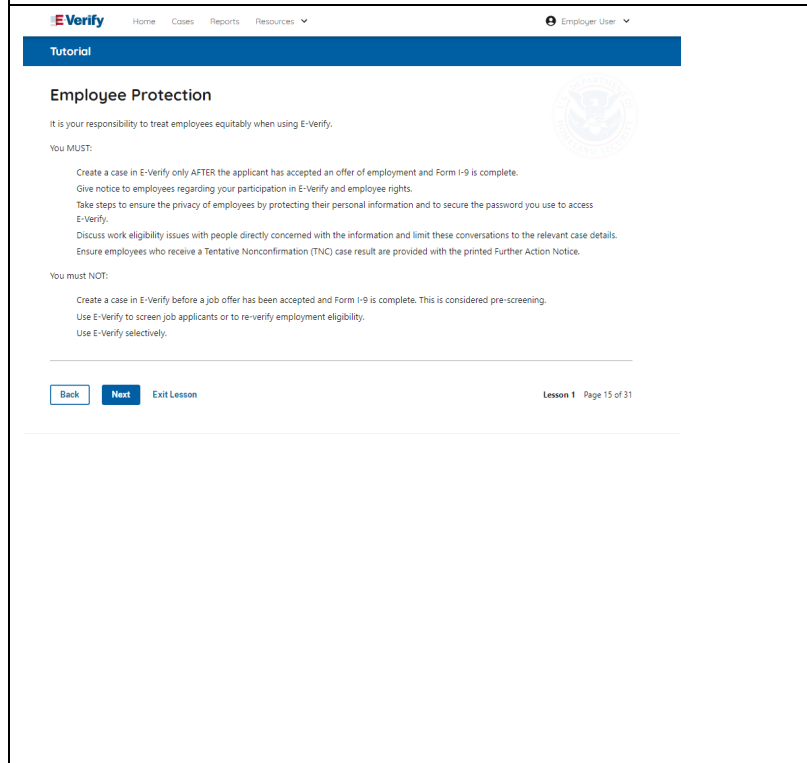 E-Verify Home Cases Reports Resources Employer User
Tutorial
Employee Protection
It is your responsibility to treat employees equitably when using E-Verify.
You MUST:
Create a case in E-Verify only AFTER the applicant has accepted an offer of employment and Form I-9 is complete.
Give notice to employees regarding your participation in E-Verify and employee rights.
Take steps to ensure the privacy of employees by protecting their personal information and to secure the password you use to access
E-Verify.
Discuss work eligibility issues with people directly concerned with the information and limit these conversations to the relevant case details.
Ensure employees who receive a Tentative Nonconfirmation (TNC) case result are provided with the printed Further Action Notice.
You must NOT:
Create a case in E-Verify before a job offer has been accepted and Form I-9 is complete. This is considered pre-screening.
Use E-Verify to screen job applicants or to re-verify employment eligibility.
Use E-Verify selectively.
Back Next Exit Lesson Lesson 1 Page 15 of 31